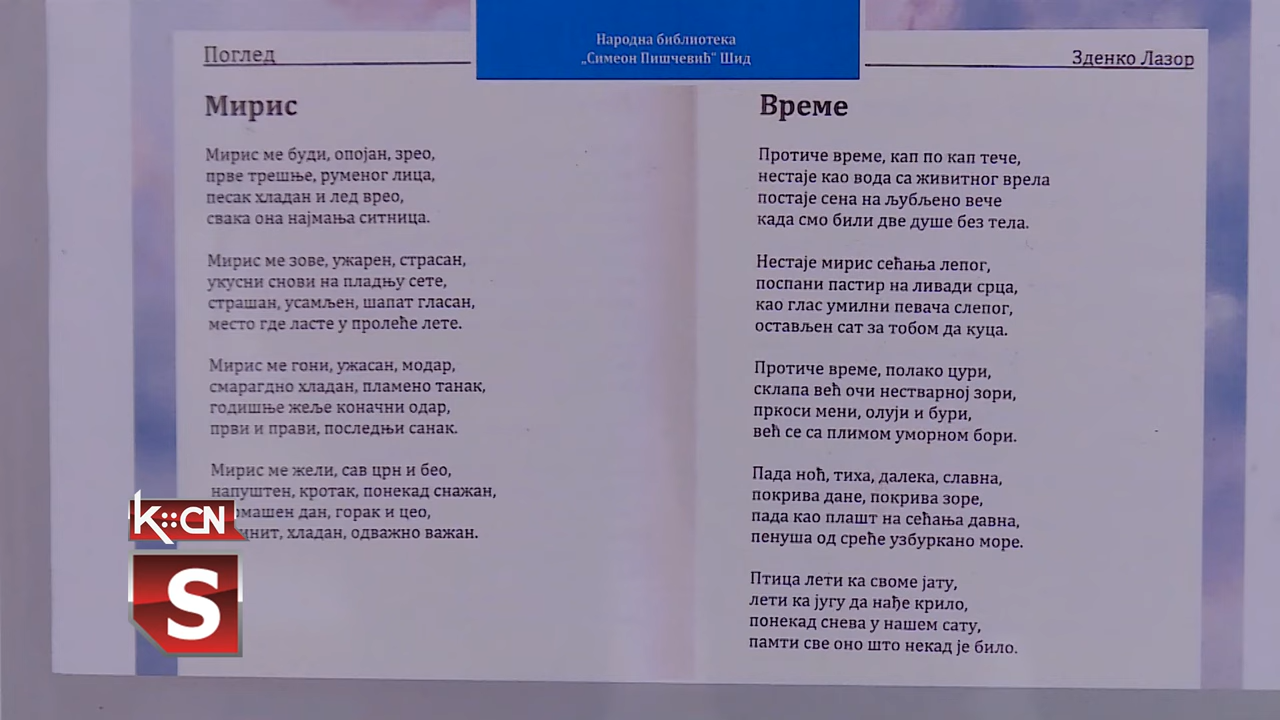 Народна библиотека
„Симеон Пишчевић" Шид
Поглед
Мирис
Мирис ме буди, опојан, зрео,
прве трешње, руменог лица,
песак хладан и лед врео,
свака она најмања ситница.
Мирис ме зове, ужарен, страсан,
укусни снови на пладњу сете,
страшан, усамљен, шапат гласан,
место где ласте у пролеће лете.
Мирис ме гони, ужасан, модар,
смарагдно хладан, пламено танак,
годишње жеље коначни одар,
први и прави, последњи санак.
Мирис ме жели, сав црн и бео,
напуштен, кротак, понекад снажан,
дан, горак и цео,
хладан, одважно важан.
Зденко Лазор
Време
Протиче време, кап по кап тече,
нестаје као вода са живитног врела
постаје сена на љубљено вече
када смо били две душе без тела.
Нестаје мирис сећања лепог,
поспани пастир на ливади срца,
као глас умилни певача слепог,
остављен сат за тобом да куца.
Протиче време, полако цури,
склапа већ очи нестварној зори,
пркоси мени, олуји и бури,
већ се са плимом уморном бори.
Пада ноћ, тиха, далека, славна,
покрива дане, покрива зоре,
пада као плашт на сећања давна,
пенуша од среће узбуркано море.
Птица лети ка своме јату,
лети ка југу да нађе крило,
понекад снева у нашем сату,
памти све оно што некад је било.
K::CN
S